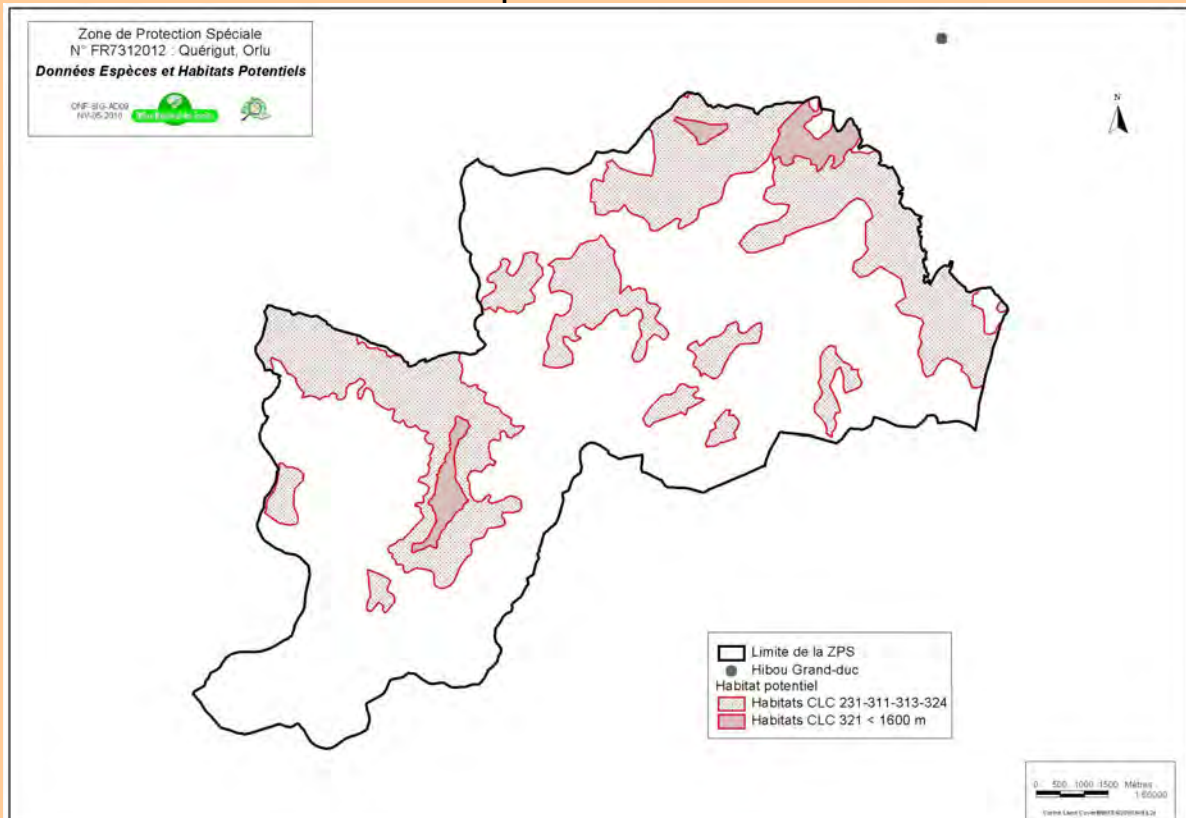 Zone de Protection Spéciale
N° FR7312012 : Quérigut, Orlu
Données Espèces et Habitats Potentiels
N
Limite de la ZPS
Hibou Grand-duc
Habitat potentiel
Habitats CLC 231-311-313-324
Habitats CLC 321 < 1600 m
0 500 1000 1500 Mètres